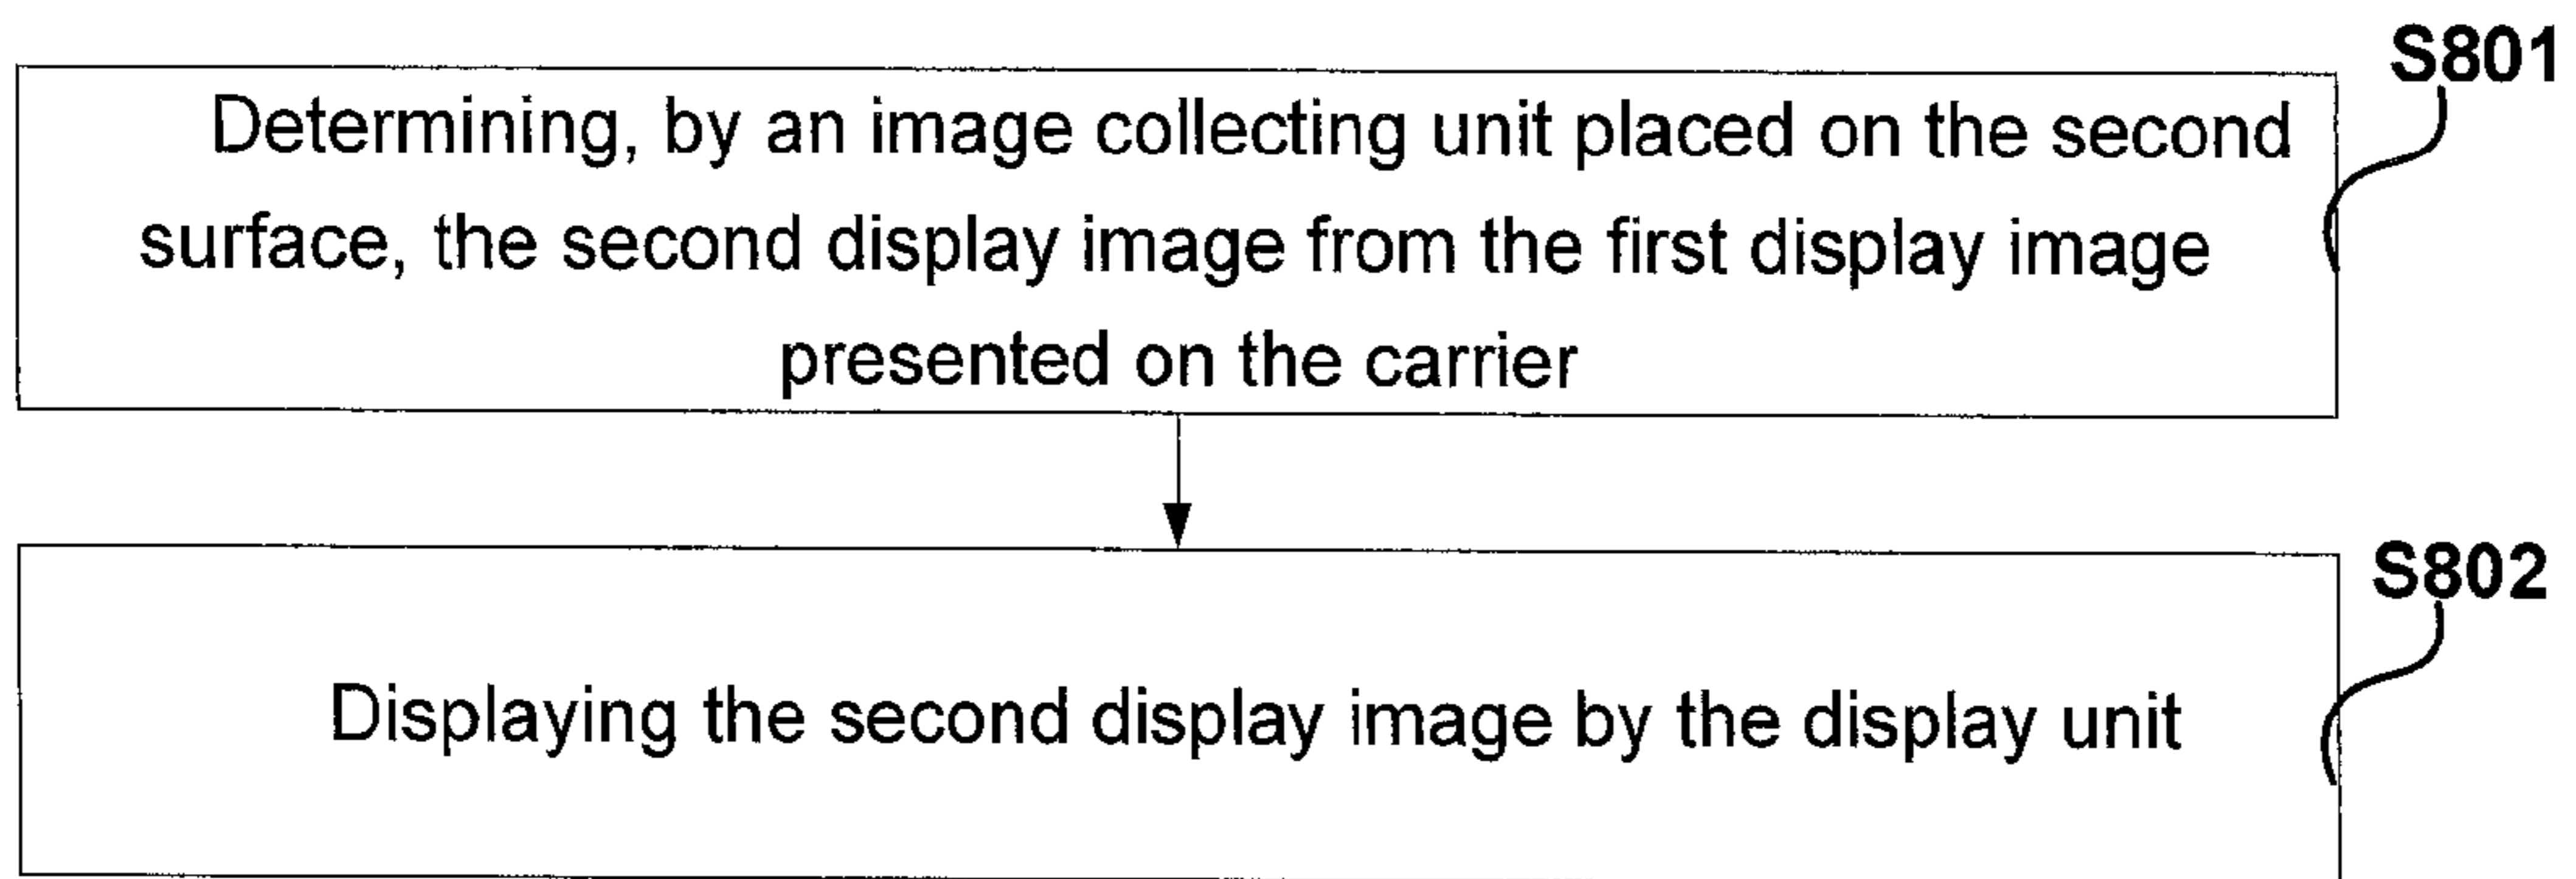 S801
Determining, by an image collecting unit placed on the second
surface, the second display image from the first display image
presented on the carrier
S802
Displaying the second display image by the display unit